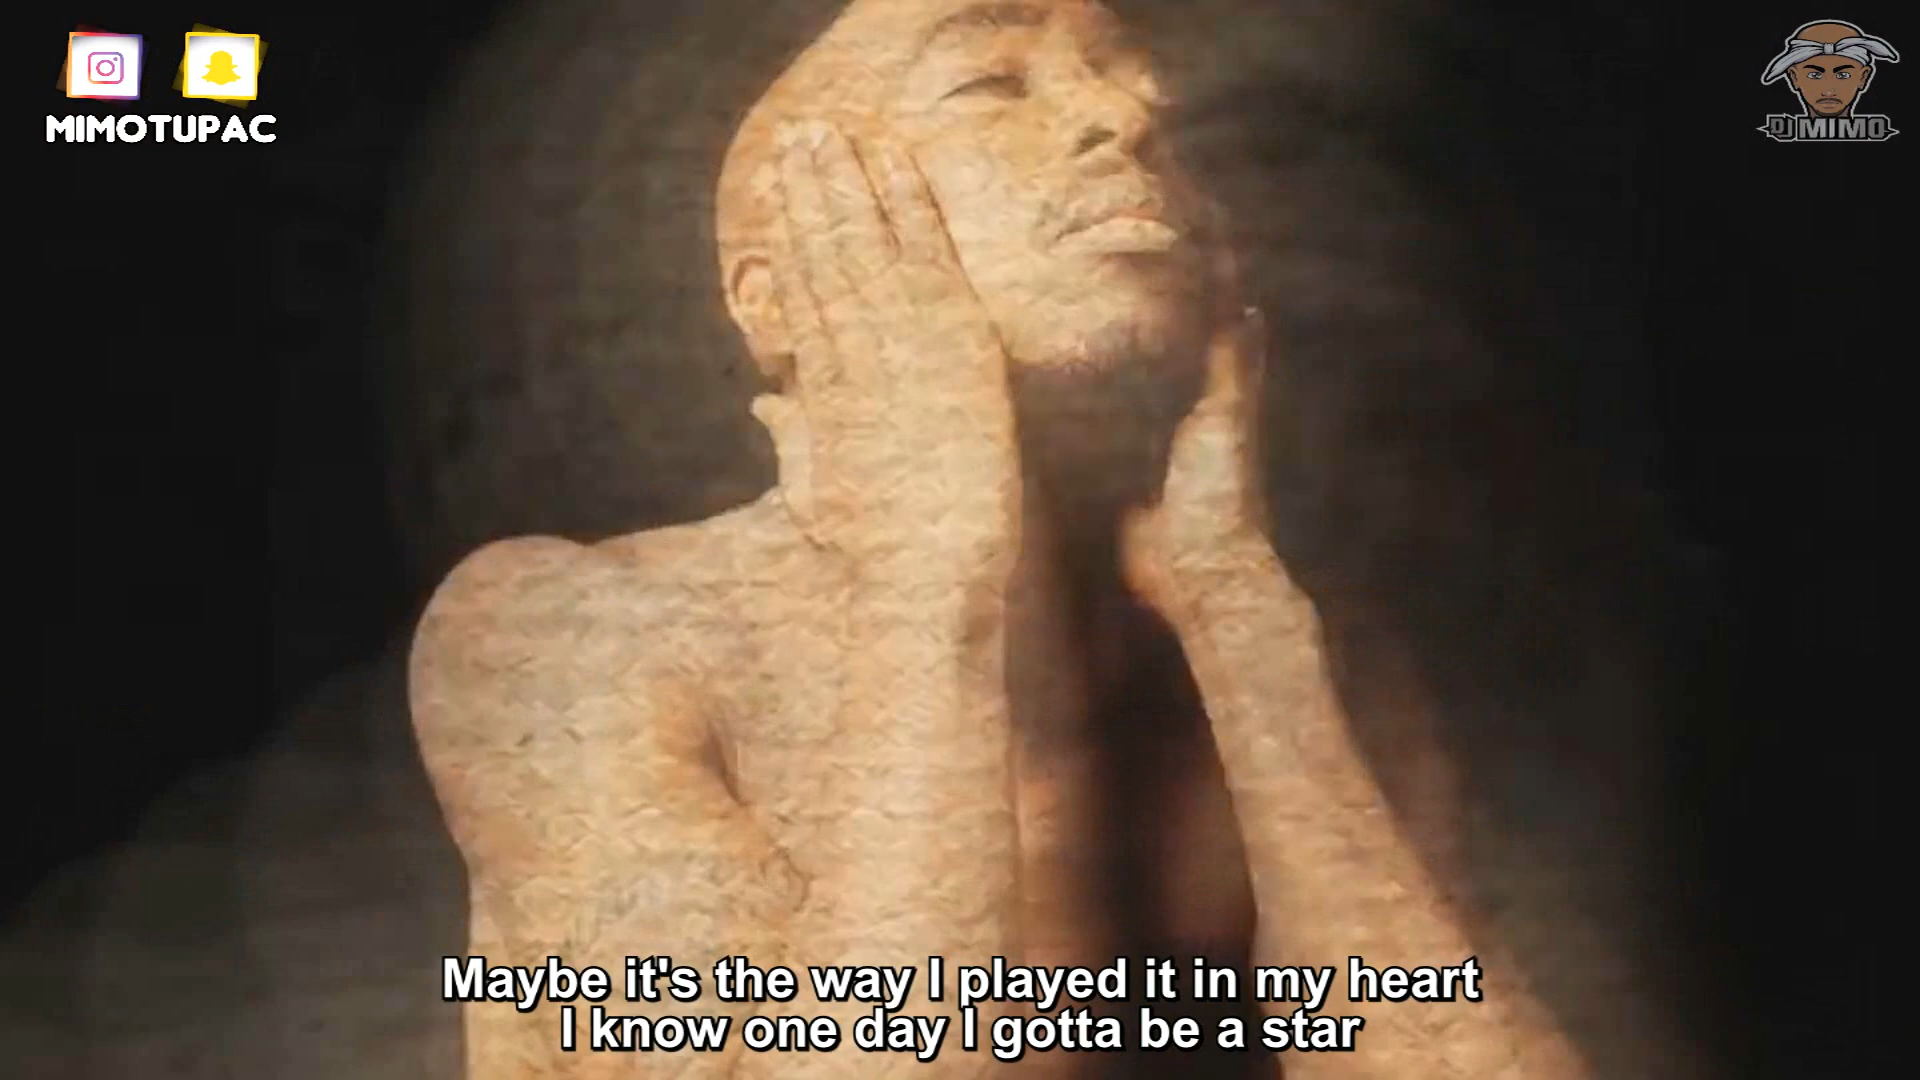 MIMOTUPAC
DJ MIMO
Maybe it's the way I played it in my heart
I know one day I gotta be a star